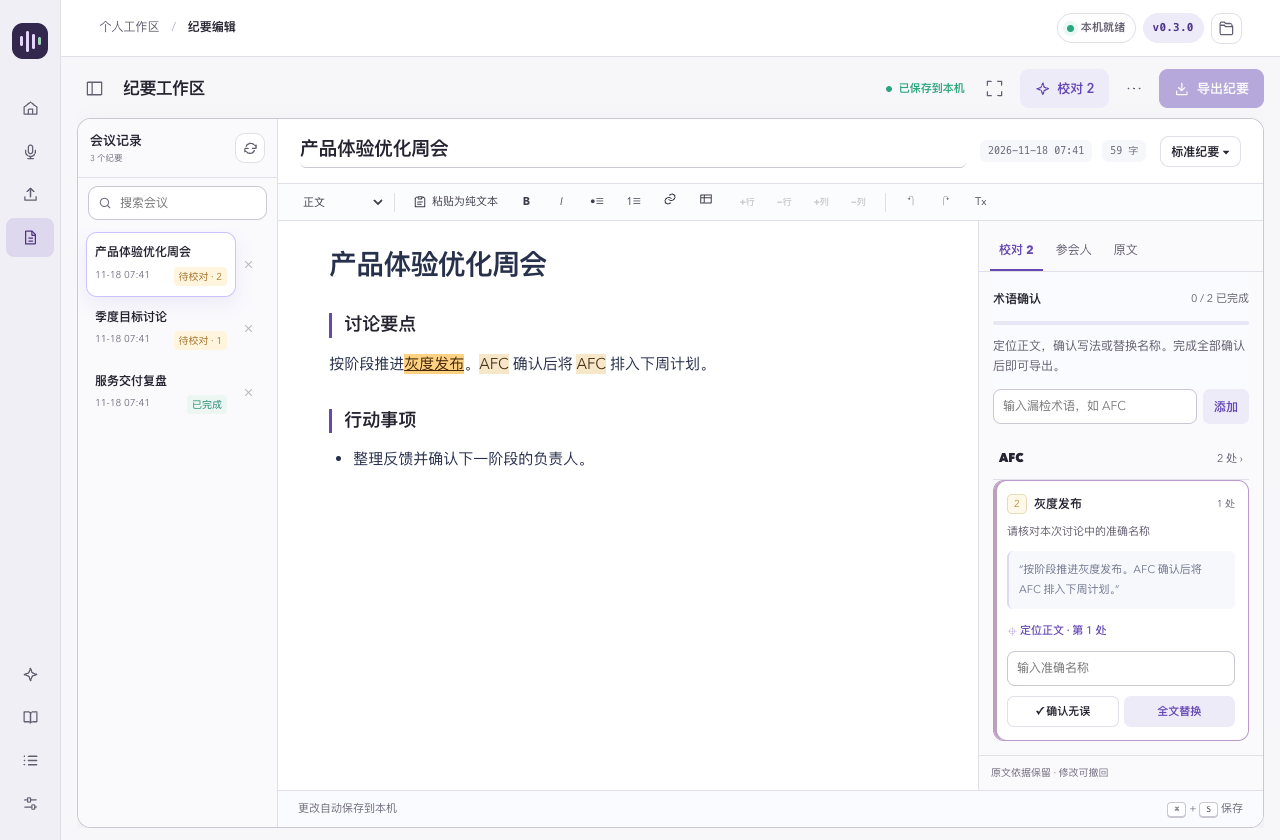 个人工作区 / 纪要编辑
本机就绪 v0.3.0
纪要工作区
已保存到本机 校对 2 ··· 导出纪要
会议记录
3 个纪要
搜索会议
产品体验优化周会
11-18 07:41 待校对 · 2
季度目标讨论
11-18 07:41 待校对 · 1
服务交付复盘
11-18 07:41 已完成
产品体验优化周会
2026-11-18 07:41 59 字 标准纪要
正文 粘贴为纯文本 B I •≡ 1≡ +行 −行 +列 −列 Tx
产品体验优化周会
讨论要点
按阶段推进灰度发布。AFC 确认后将 AFC 排入下周计划。
行动事项
• 整理反馈并确认下一阶段的负责人。
校对 2 参会人 原文
术语确认 0 / 2 已完成
定位正文，确认写法或替换名称。完成全部确认
后即可导出。
输入漏检术语，如 AFC 添加
AFC 2 处 ›
2 灰度发布 1 处
请核对本次讨论中的准确名称
“按阶段推进灰度发布。AFC 确认后将
AFC 排入下周计划。”
定位正文 · 第 1 处
输入准确名称
✓ 确认无误 全文替换
原文依据保留 · 修改可撤回
更改自动保存到本机
⌘ + S 保存